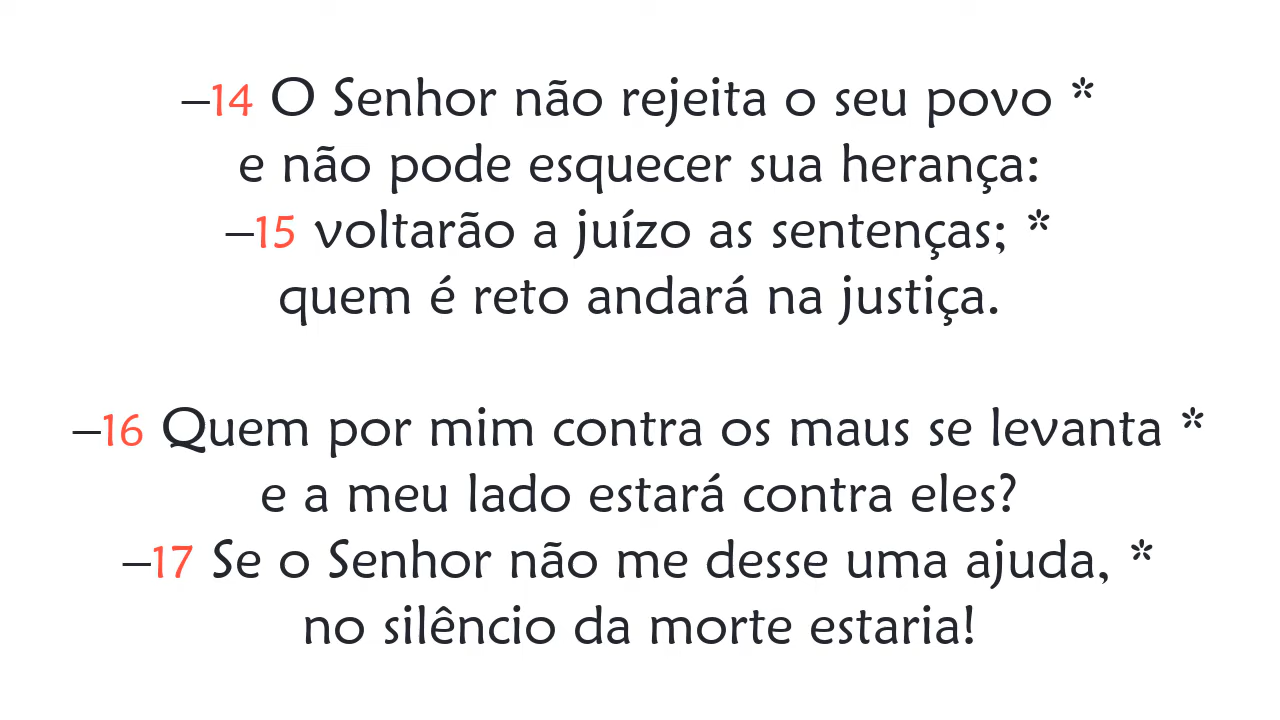 –14 O Senhor não rejeita o seu povo *
e não pode esquecer sua herança:
–15 voltarão a juízo as sentenças; *
quem é reto andará na justiça.
–16 Quem por mim contra os maus se levanta *
e a meu lado estará contra eles?
–17 Se o Senhor não me desse uma ajuda, *
no silêncio da morte estaria!